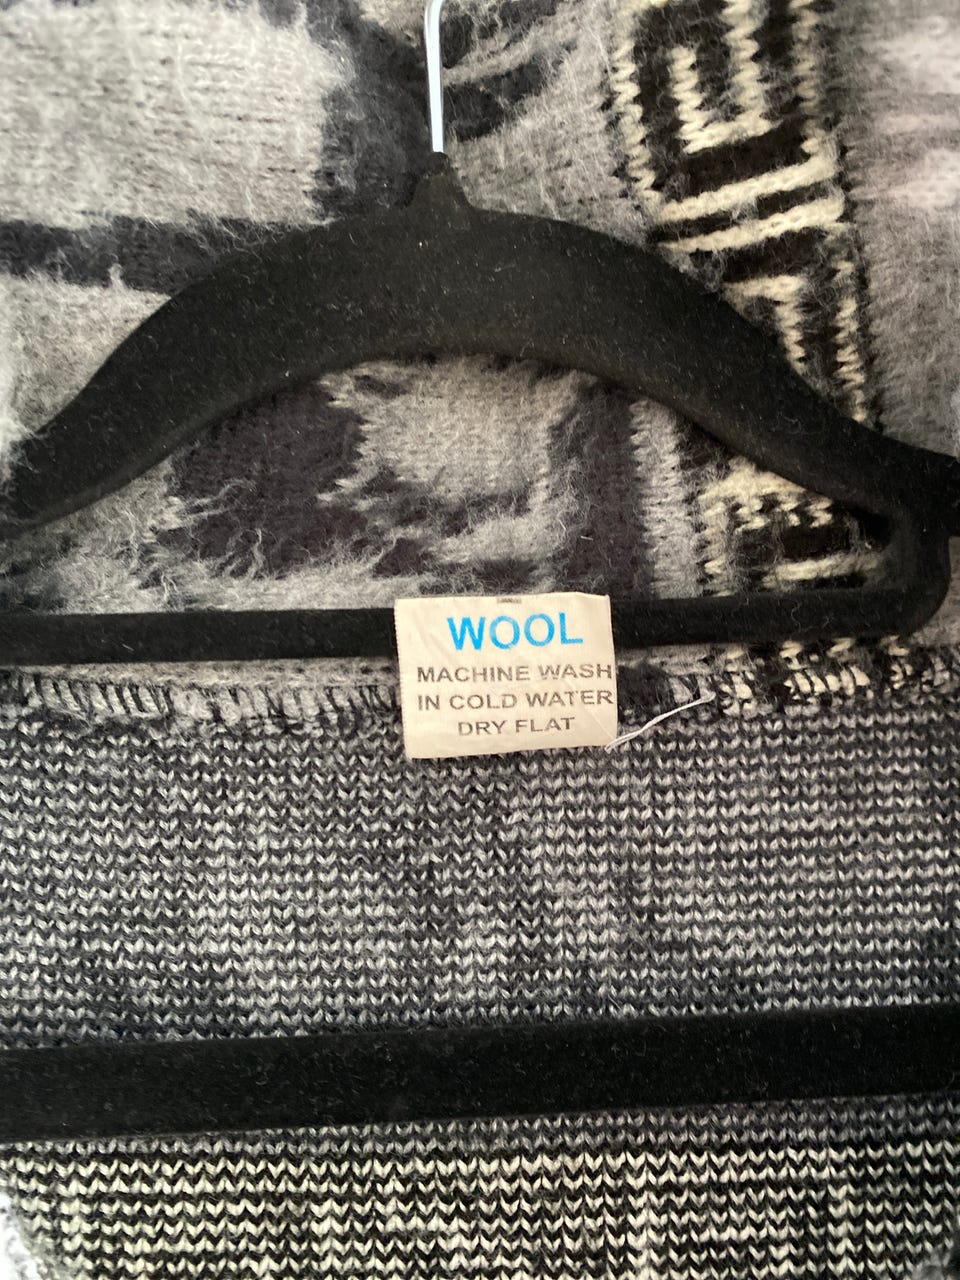 WOOL
MACHINE WASH
IN COLD WATER
DRY FLAT